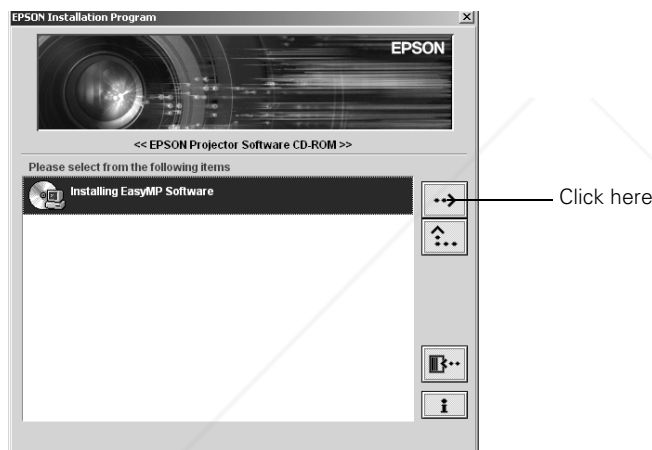 EPSON Installation Program
EPSON
<< EPSON Projector Software CD-ROM >>
Please select from the following items
Installing EasyMP Software
Click here